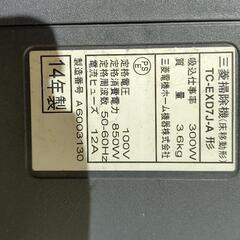 三菱掃除機(床移動形)
TC-EXD7J-A 形
吸込仕事率 300W
質量 3.6kg
三菱電機ホーム機器株式会社
PS
E
定格電圧 100V
定格消費電力 850W
定格周波数 50-60Hz
電流ヒューズ 12A
製造番号 A6003130
14年製